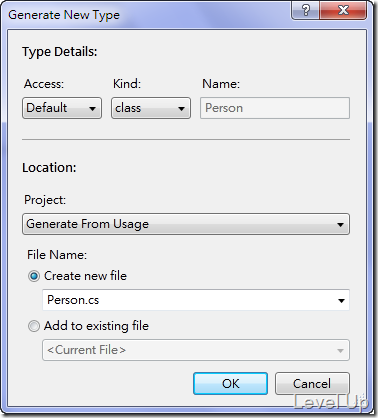 Generate New Type
?
Type Details:
Access: Kind: Name:
Default class Person
Location:
Project:
Generate From Usage
File Name:
Create new file
Person.cs
Add to existing file
<Current File>
OK Cancel
Level Up